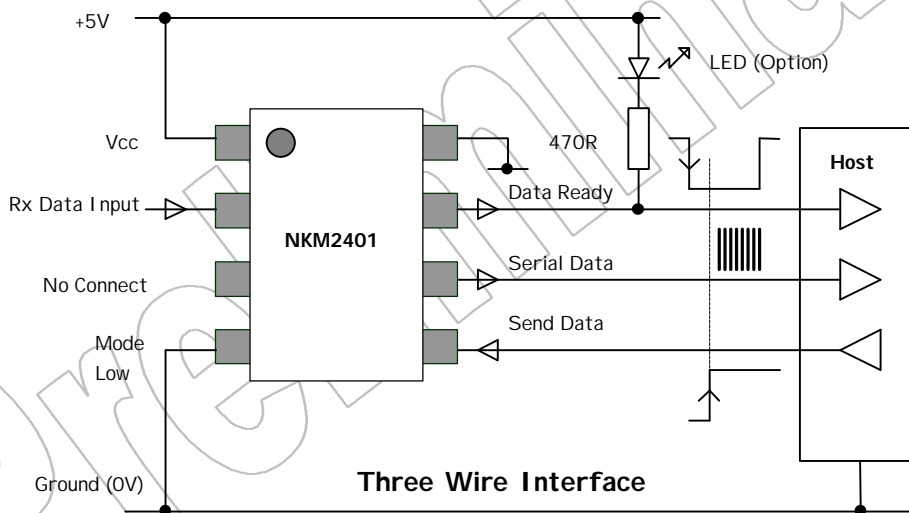 +5V
LED (Option)
Vcc
470R
Host
Rx Data Input
Data Ready
NKM2401
No Connect
Serial Data
Mode
Low
Send Data
Ground (0V)
Three Wire Interface